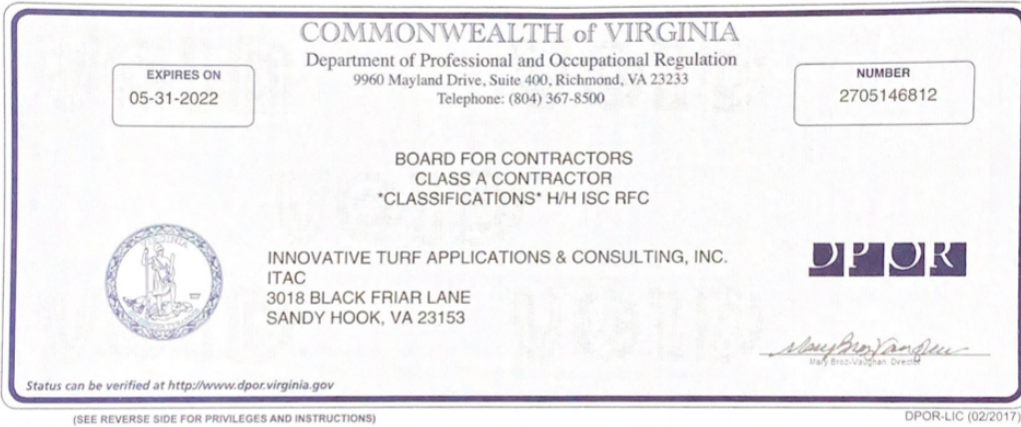 COMMONWEALTH of VIRGINIA
Department of Professional and Occupational Regulation
9960 Mayland Drive, Suite 400, Richmond, VA 23233
Telephone: (804) 367-8500
EXPIRES ON
05-31-2022
NUMBER
2705146812
BOARD FOR CONTRACTORS
CLASS A CONTRACTOR
*CLASSIFICATIONS* H/H ISC RFC
INNOVATIVE TURF APPLICATIONS & CONSULTING, INC.
ITAC
3018 BLACK FRIAR LANE
SANDY HOOK, VA 23153
DPOR
Mary Broz-Vaughan, Director
Status can be verified at http://www.dpor.virginia.gov
(SEE REVERSE SIDE FOR PRIVILEGES AND INSTRUCTIONS)
DPOR-LIC (02/2017)